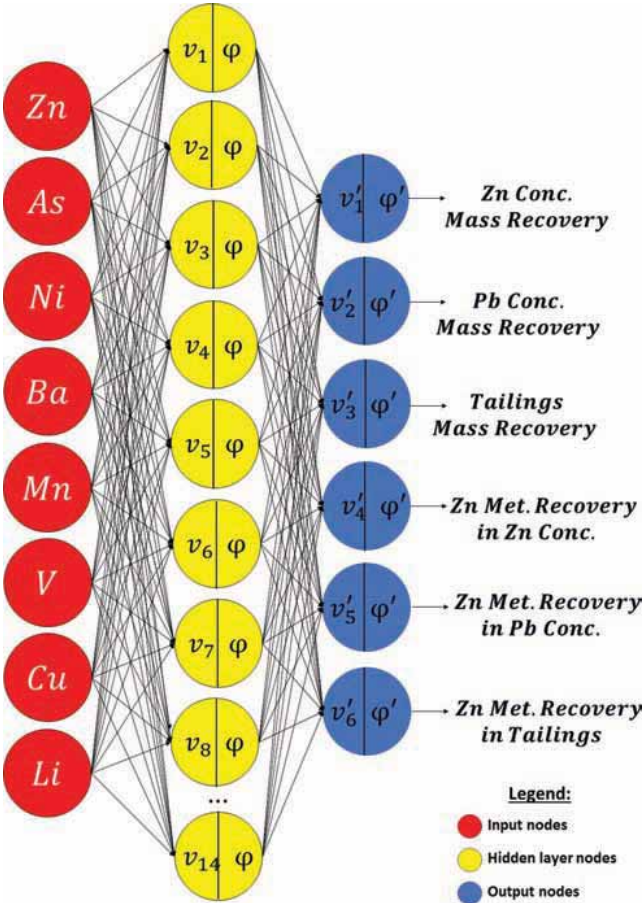 Zn
As
Ni
Ba
Mn
V
Cu
Li
v₁ φ
v₂ φ
v₃ φ
v₄ φ
v₅ φ
v₆ φ
v₇ φ
v₈ φ
...
v₁₄ φ
v′₁ φ′
v′₂ φ′
v′₃ φ′
v′₄ φ′
v′₅ φ′
v′₆ φ′
Zn Conc.
Mass Recovery
Pb Conc.
Mass Recovery
Tailings
Mass Recovery
Zn Met. Recovery
in Zn Conc.
Zn Met. Recovery
in Pb Conc.
Zn Met. Recovery
in Tailings
Legend:
Input nodes
Hidden layer nodes
Output nodes